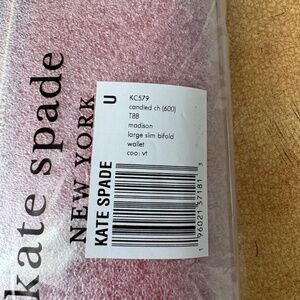 kate spade
NEW YORK
U
KATE SPADE
KC579
candied ch (600)
TBB
madison
large slim bifold
wallet
coo: vt
1 96021 37181 3